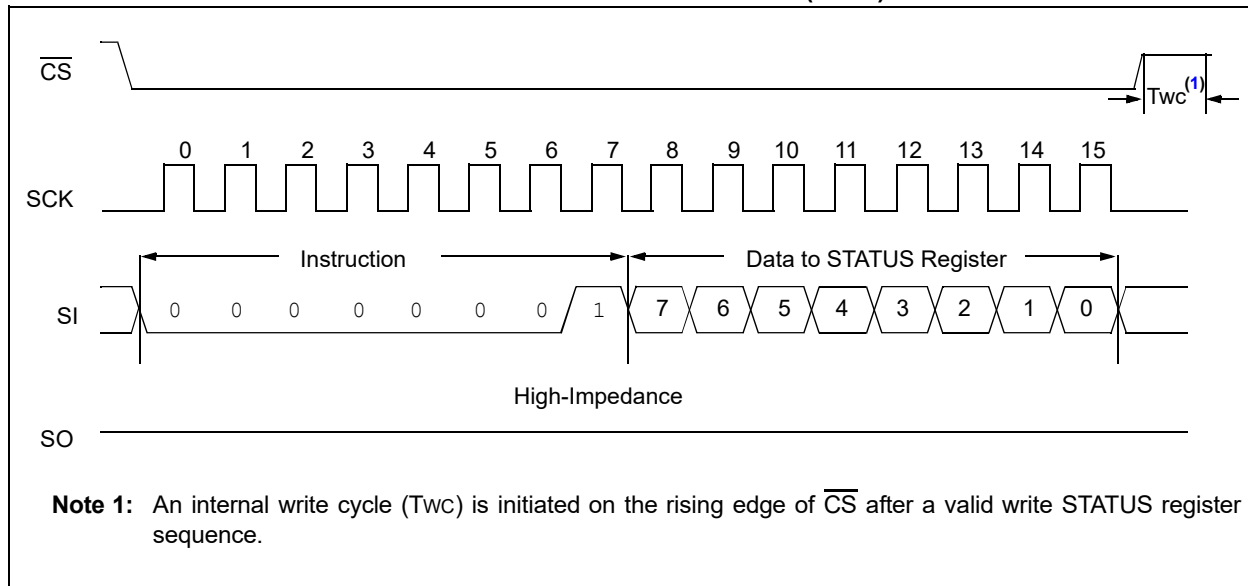 CS
Twc(1)
0 1 2 3 4 5 6 7 8 9 10 11 12 13 14 15
SCK
Instruction Data to STATUS Register
SI 0 0 0 0 0 0 0 1 7 6 5 4 3 2 1 0
High-Impedance
SO
Note 1: An internal write cycle (TWC) is initiated on the rising edge of CS after a valid write STATUS register
sequence.